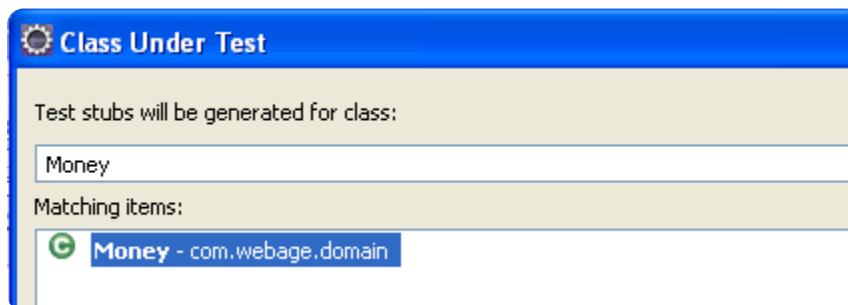 Class Under Test
Test stubs will be generated for class:
Money
Matching items:
Money - com.webage.domain